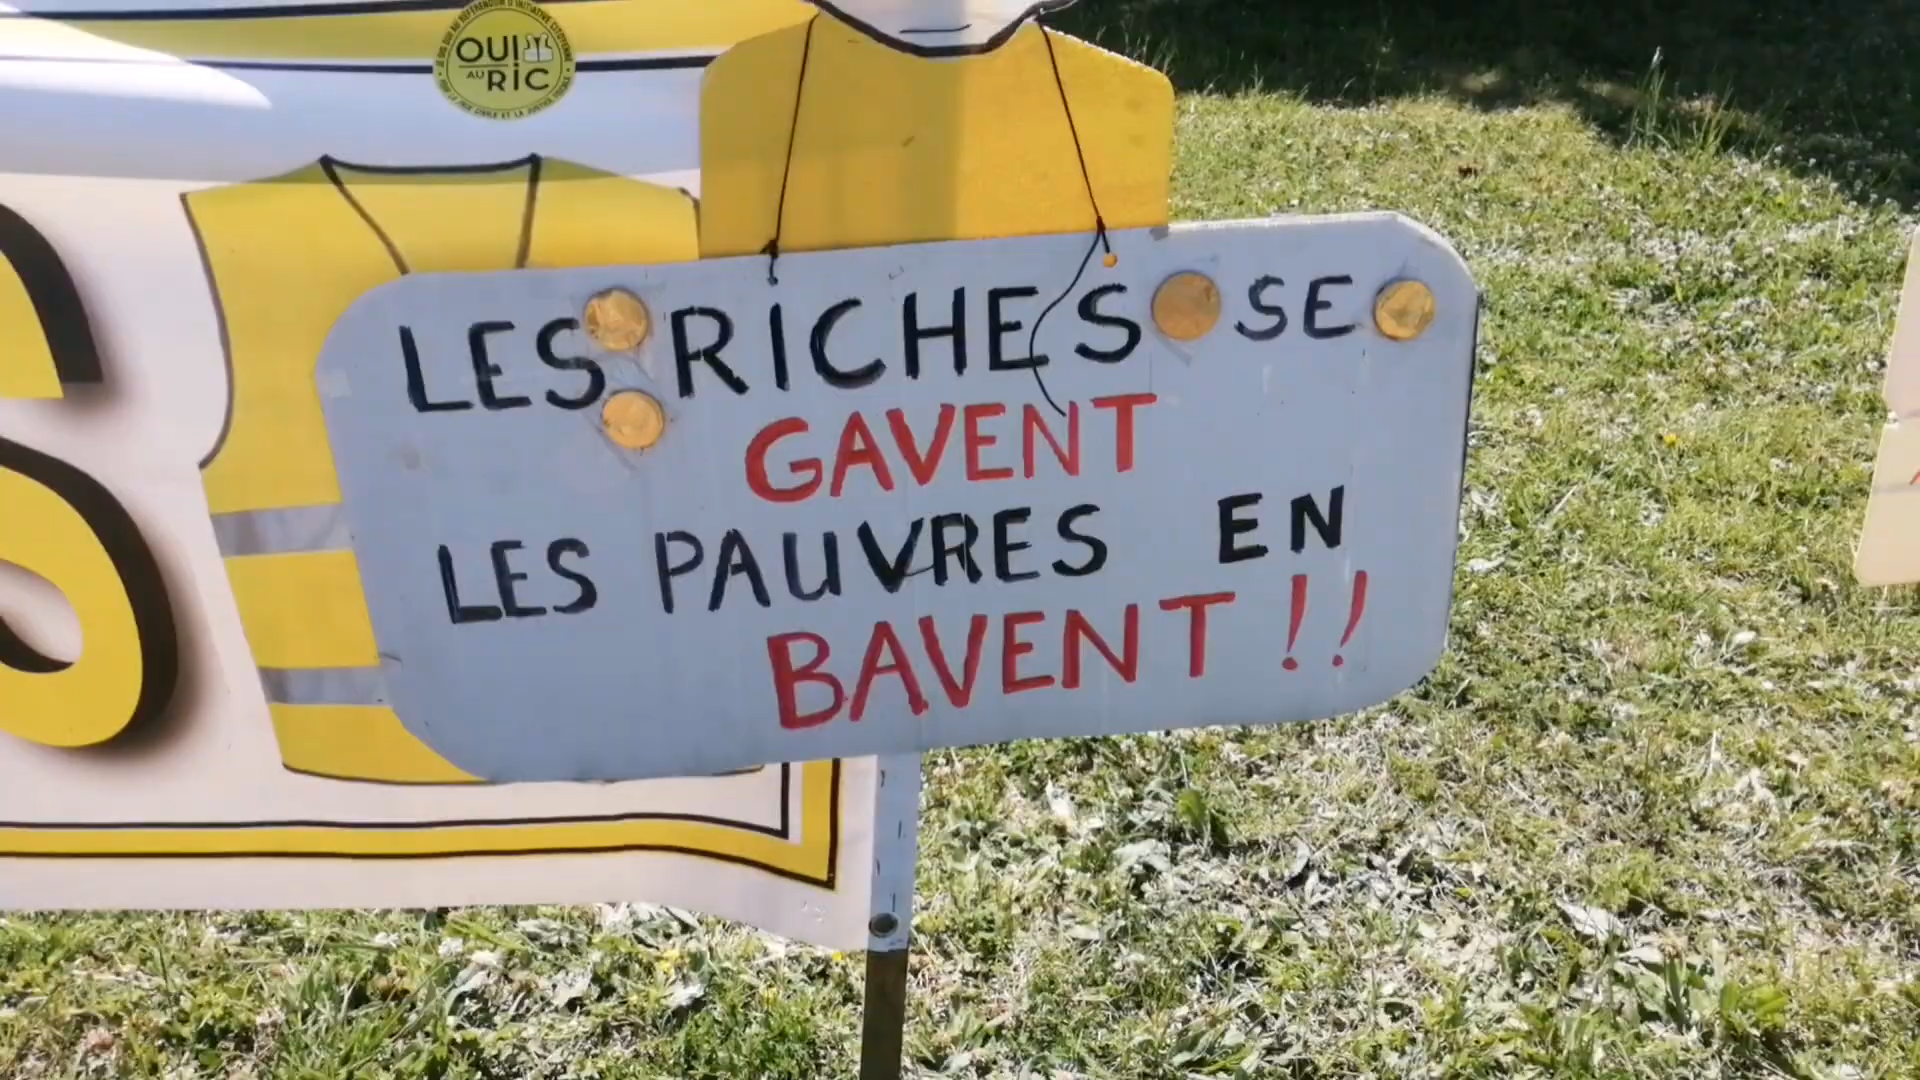 OUI
AU RIC
LES RICHES SE
GAVENT
LES PAUVRES EN
BAVENT !!